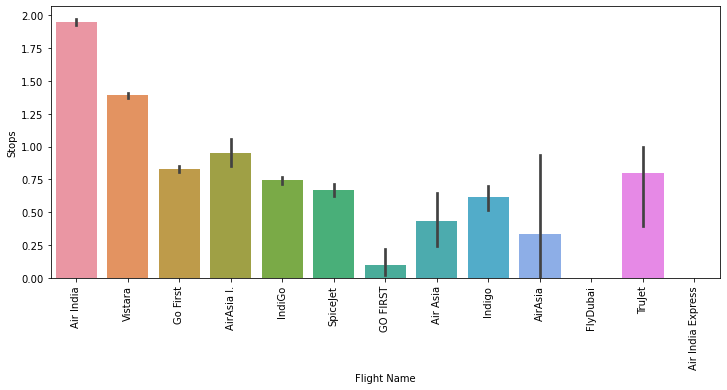 2.00
1.75
1.50
1.25
1.00
0.75
0.50
0.25
0.00
Stops
Air India
Vistara
Go First
AirAsia I.
IndiGo
SpiceJet
GO FIRST
Air Asia
Indigo
AirAsia
FlyDubai
TruJet
Air India Express
Flight Name